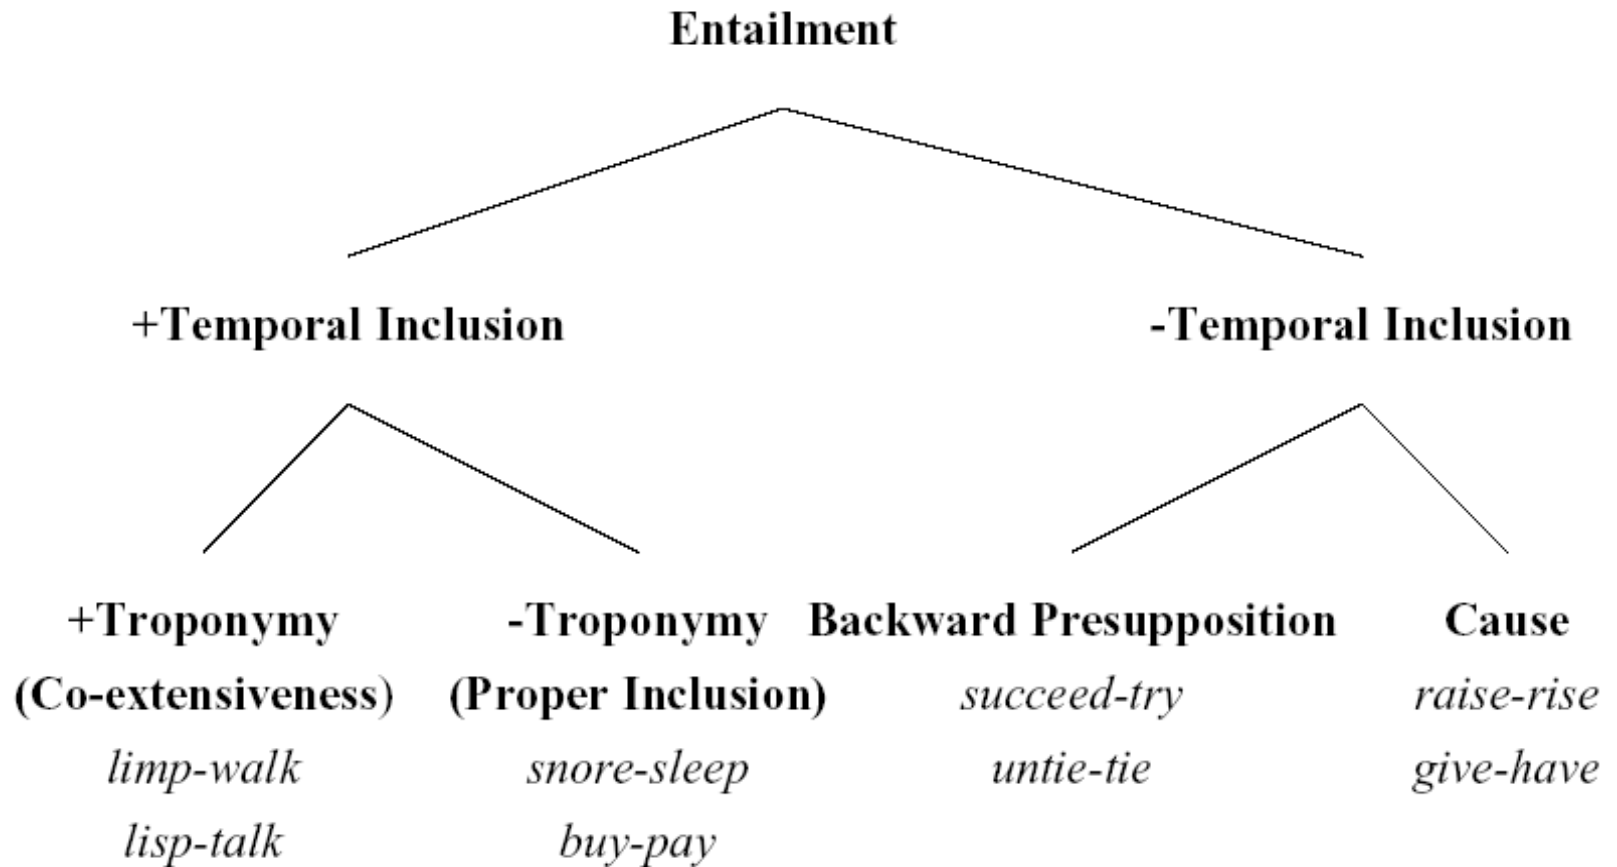 Entailment
+Temporal Inclusion
-Temporal Inclusion
+Troponymy
(Co-extensiveness)
limp-walk
lisp-talk
-Troponymy
(Proper Inclusion)
snore-sleep
buy-pay
Backward Presupposition
succeed-try
untie-tie
Cause
raise-rise
give-have